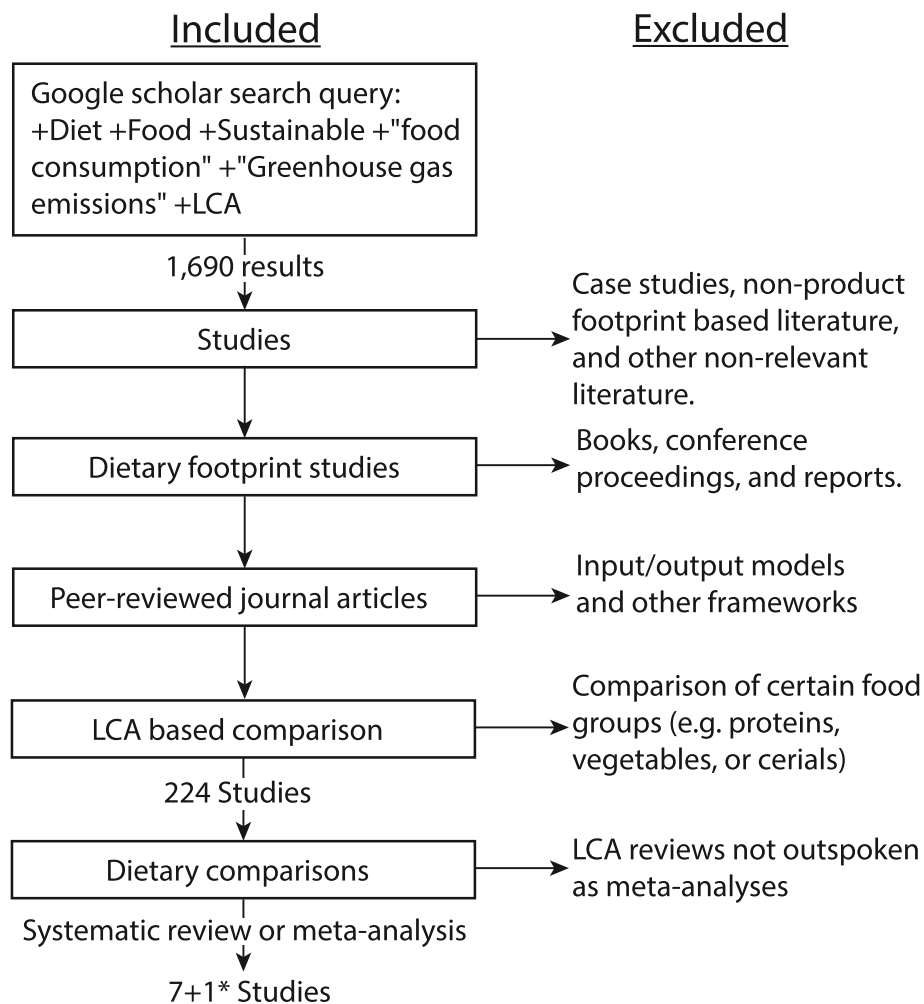 Included
Excluded
Google scholar search query:
+Diet +Food +Sustainable +"food
consumption" +"Greenhouse gas
emissions" +LCA
1,690 results
Studies
Case studies, non-product
footprint based literature,
and other non-relevant
literature.
Dietary footprint studies
Books, conference
proceedings, and reports.
Peer-reviewed journal articles
Input/output models
and other frameworks
LCA based comparison
Comparison of certain food
groups (e.g. proteins,
vegetables, or cerials)
224 Studies
Dietary comparisons
LCA reviews not outspoken
as meta-analyses
Systematic review or meta-analysis
7+1* Studies